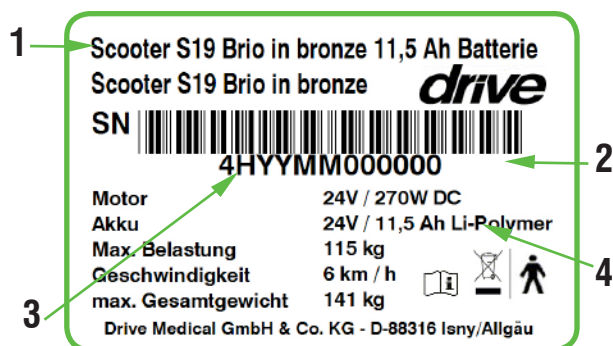 1
Scooter S19 Brio in bronze 11,5 Ah Batterie
Scooter S19 Brio in bronze drive
SN
4HYYMM000000
2
Motor 24V / 270W DC
Akku 24V / 11,5 Ah Li-Polymer
Max. Belastung 115 kg
Geschwindigkeit 6 km / h
max. Gesamtgewicht 141 kg
3
4
Drive Medical GmbH & Co. KG - D-88316 Isny/Allgäu